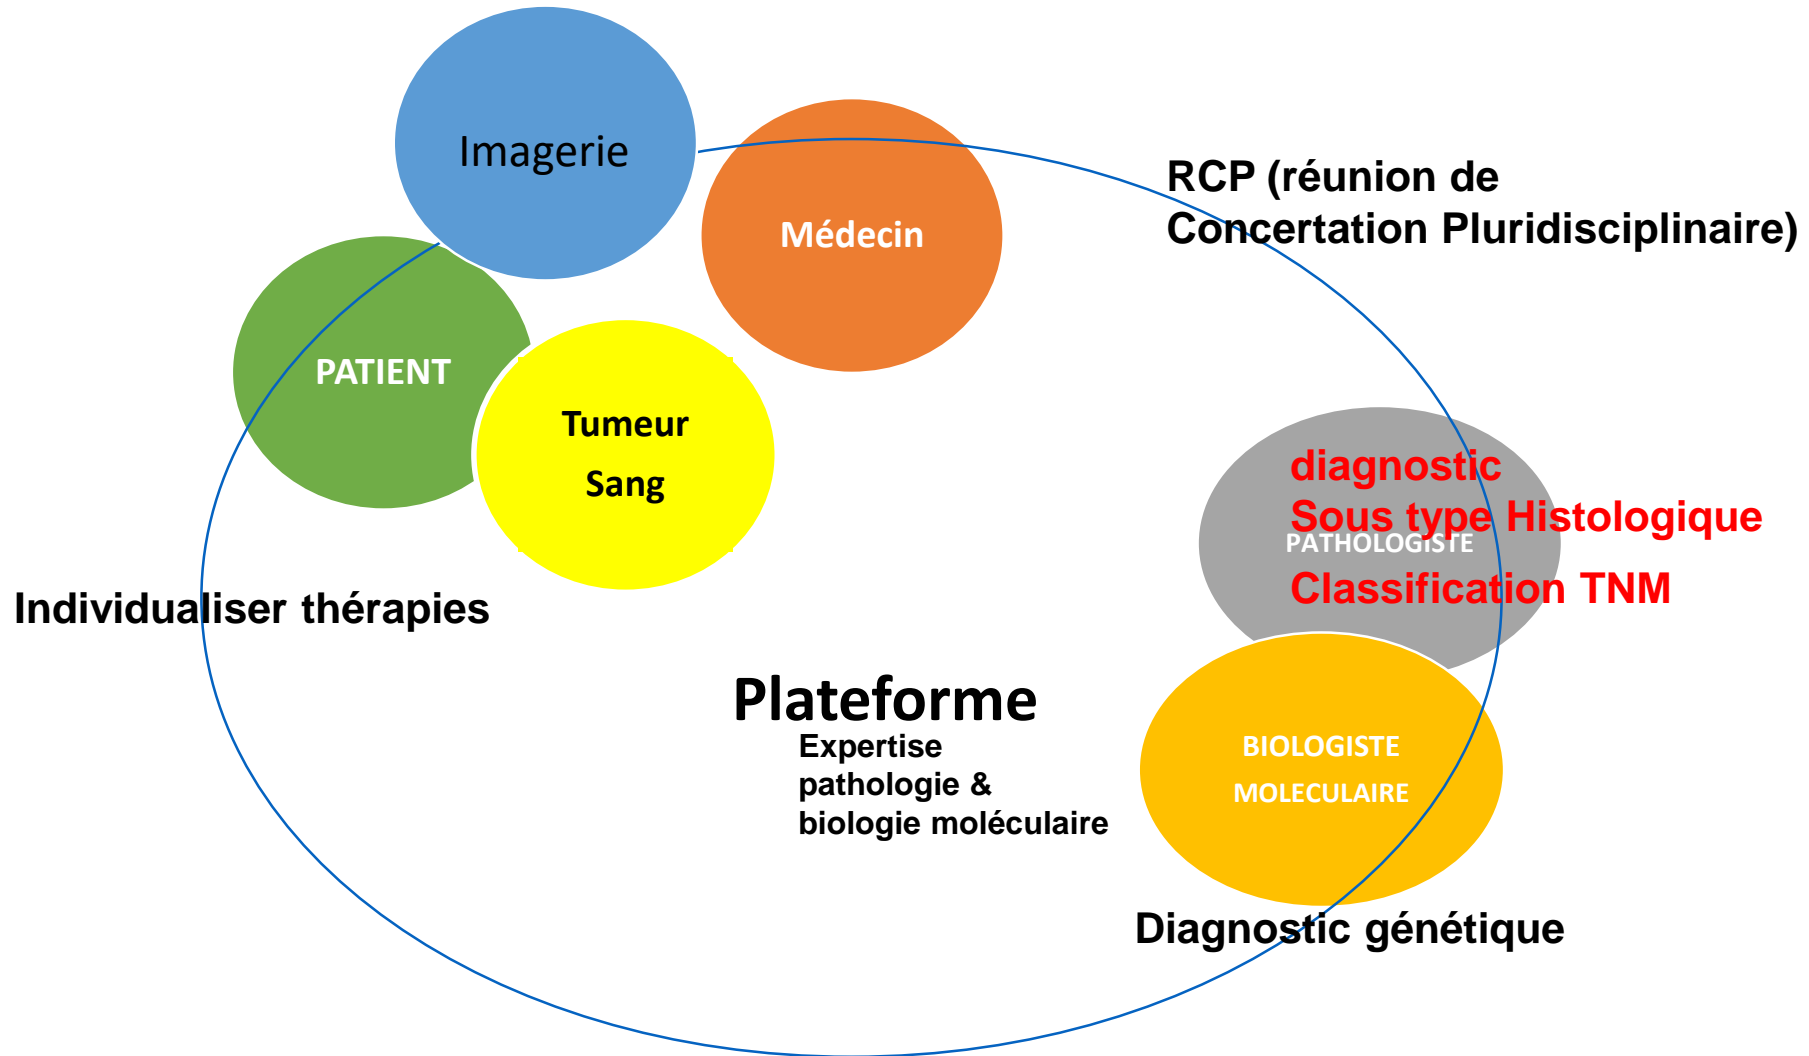 Imagerie
Médecin
RCP (réunion de
Concertation Pluridisciplinaire)
PATIENT
Tumeur
Sang
diagnostic
Sous type Histologique
PATHOLOGISTE
Classification TNM
Individualiser thérapies
Plateforme
Expertise
pathologie &
biologie moléculaire
BIOLOGISTE
MOLECULAIRE
Diagnostic génétique